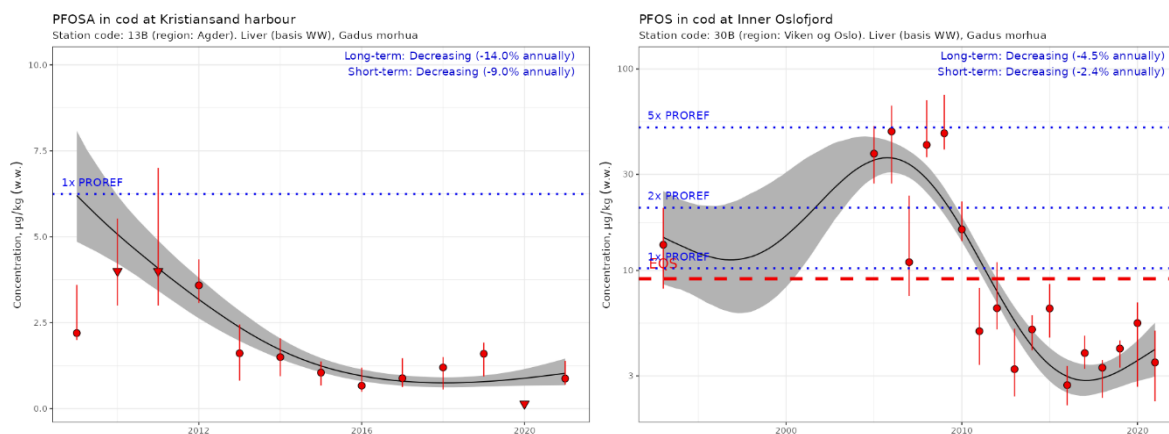 PFOSA in cod at Kristiansand harbour
Station code: 13B (region: Agder). Liver (basis WW), Gadus morhua
Long-term: Decreasing (-14.0% annually)
Short-term: Decreasing (-9.0% annually)
1x PROREF
Concentration, µg/kg (w.w.)
10.0
7.5
5.0
2.5
0.0
2012
2016
2020
PFOS in cod at Inner Oslofjord
Station code: 30B (region: Viken og Oslo). Liver (basis WW), Gadus morhua
Long-term: Decreasing (-4.5% annually)
Short-term: Decreasing (-2.4% annually)
5x PROREF
2x PROREF
1x PROREF
EQS
Concentration, µg/kg (w.w.)
100
30
10
3
2000
2010
2020